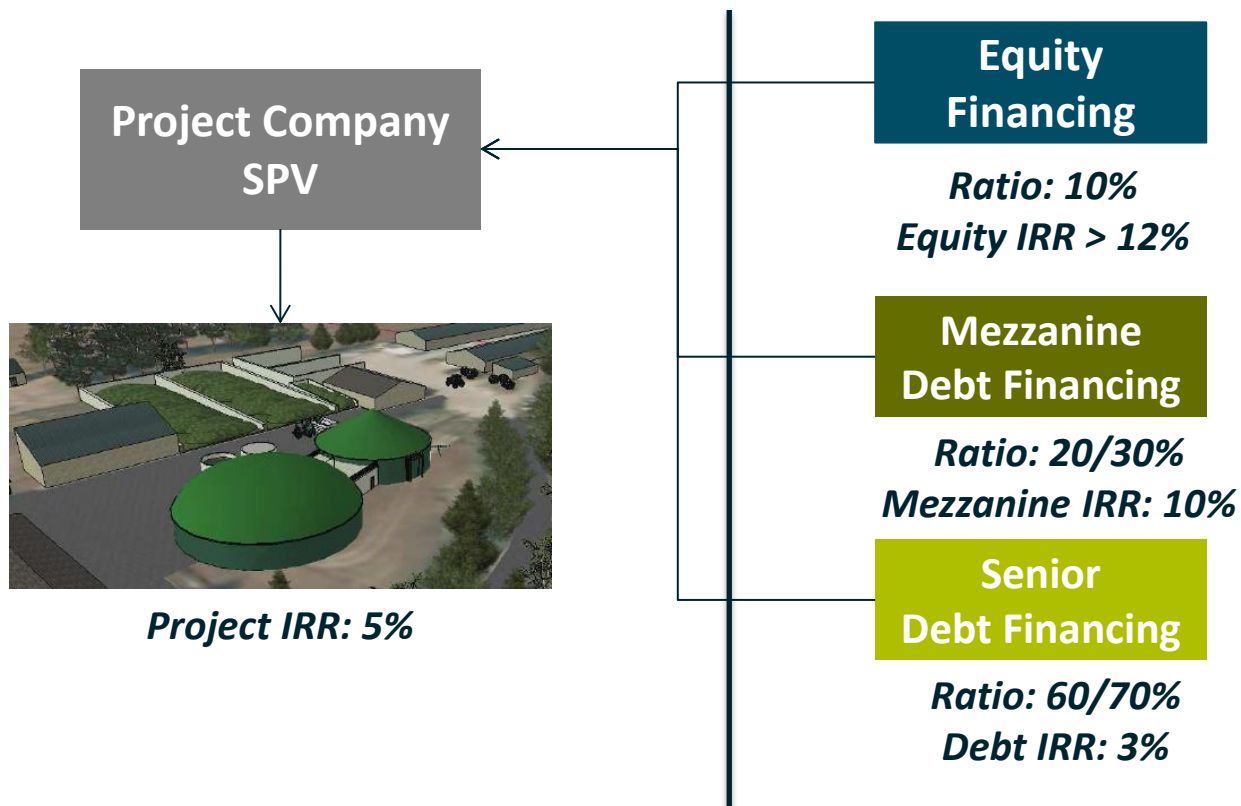 Project Company
SPV
Project IRR: 5%
Equity
Financing
Ratio: 10%
Equity IRR > 12%
Mezzanine
Debt Financing
Ratio: 20/30%
Mezzanine IRR: 10%
Senior
Debt Financing
Ratio: 60/70%
Debt IRR: 3%